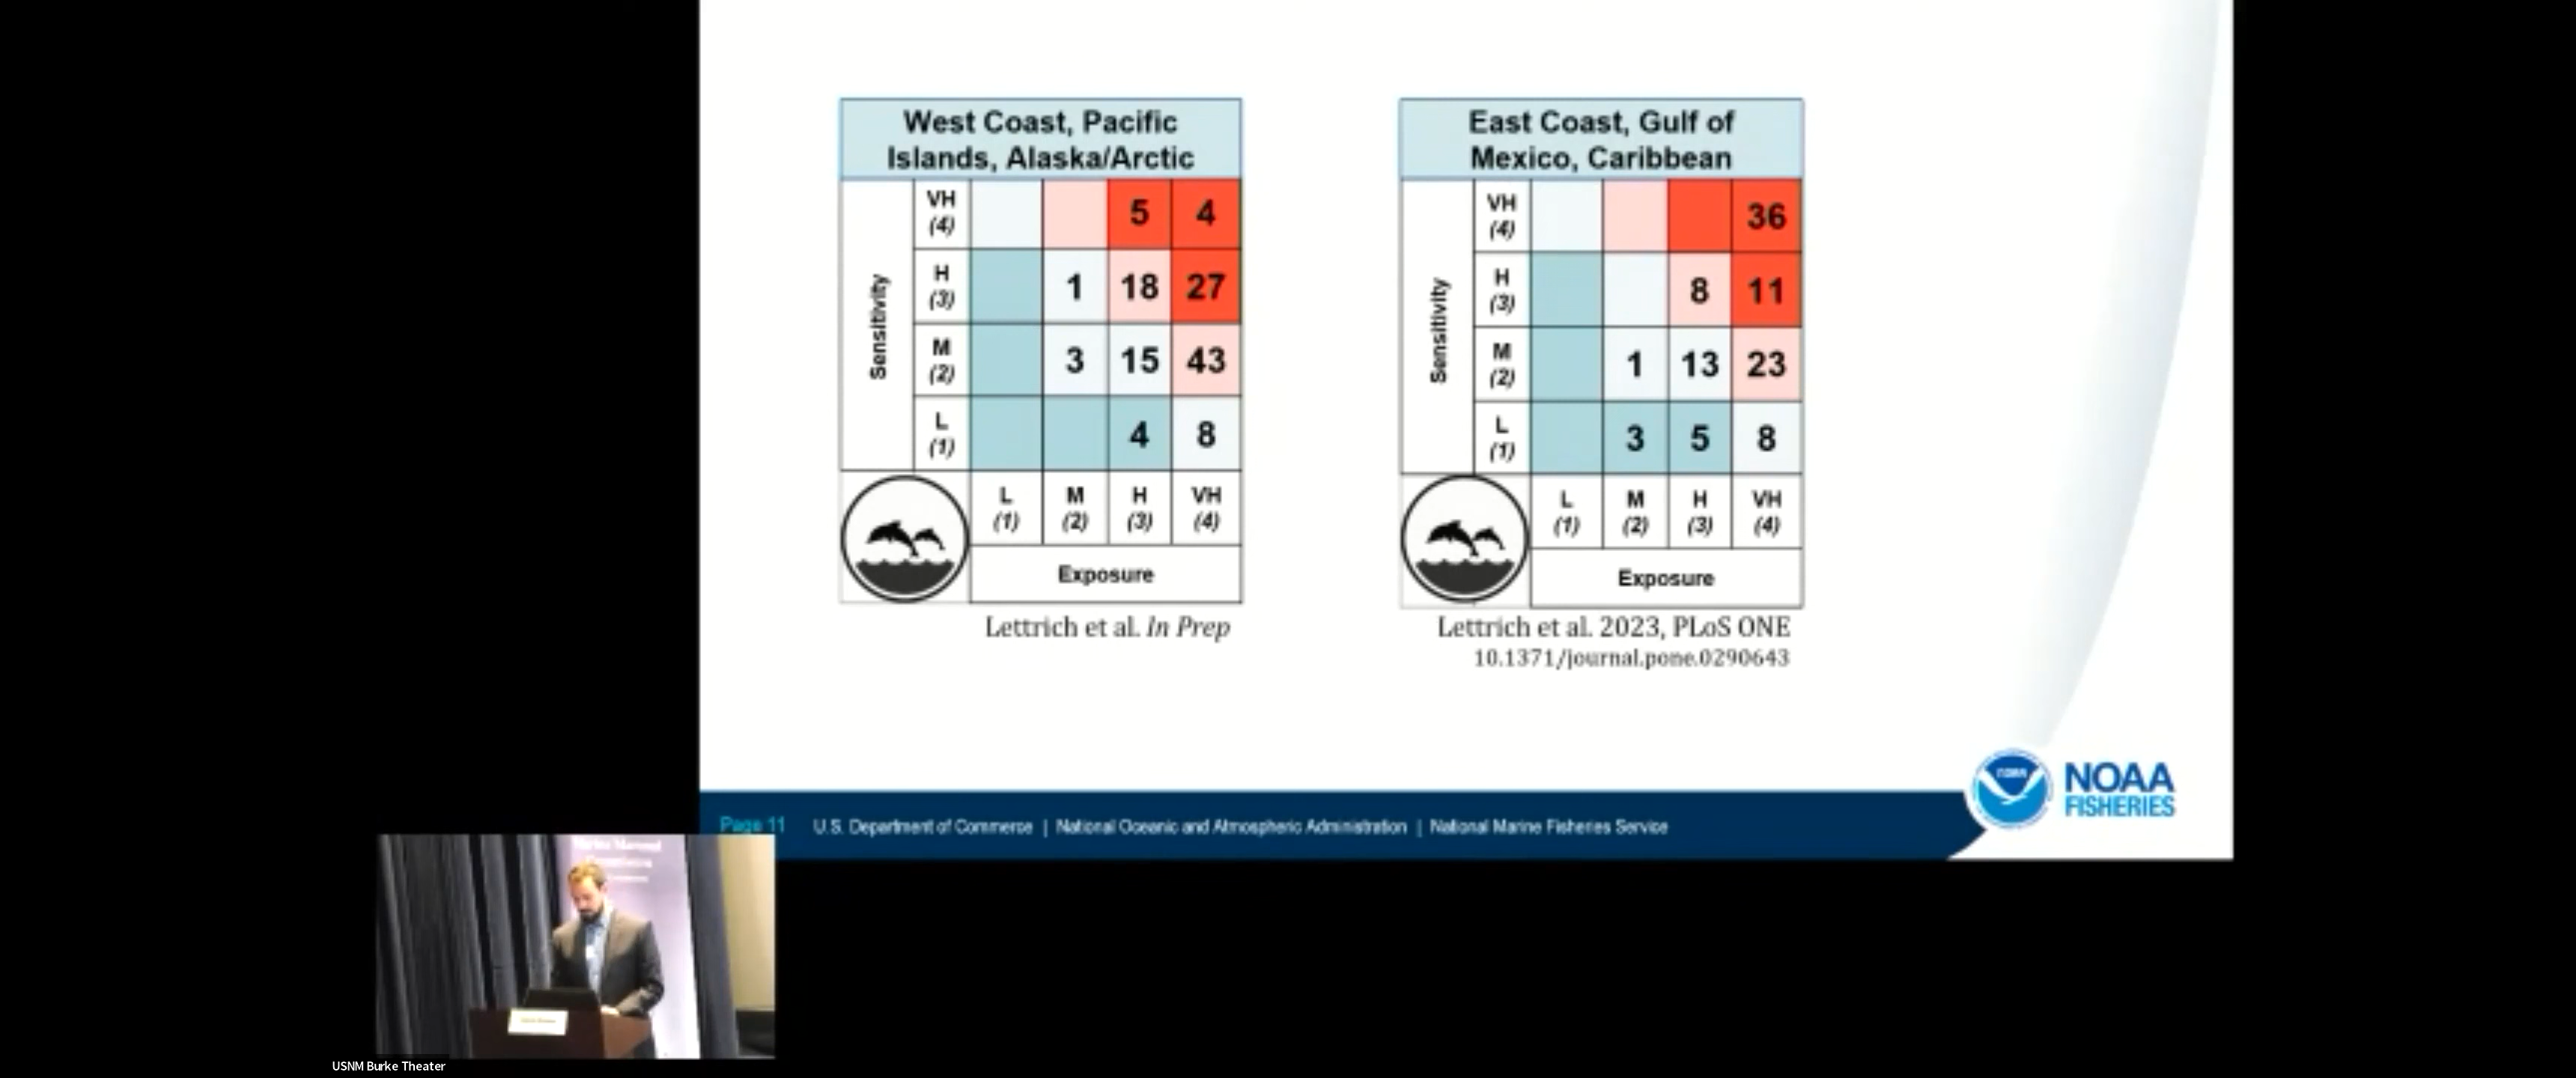 West Coast, Pacific
Islands, Alaska/Arctic
Sensitivity
VH
(4)
5
4
H
(3)
1
18
27
M
(2)
3
15
43
L
(1)
4
8
L
(1)
M
(2)
H
(3)
VH
(4)
Exposure
Lettrich et al. In Prep
East Coast, Gulf of
Mexico, Caribbean
Sensitivity
VH
(4)
36
H
(3)
8
11
M
(2)
1
13
23
L
(1)
3
5
8
L
(1)
M
(2)
H
(3)
VH
(4)
Exposure
Lettrich et al. 2023, PLoS ONE
10.1371/journal.pone.0290643
NOAA
FISHERIES
Page 11 U.S. Department of Commerce | National Oceanic and Atmospheric Administration | National Marine Fisheries Service
USNM Burke Theater